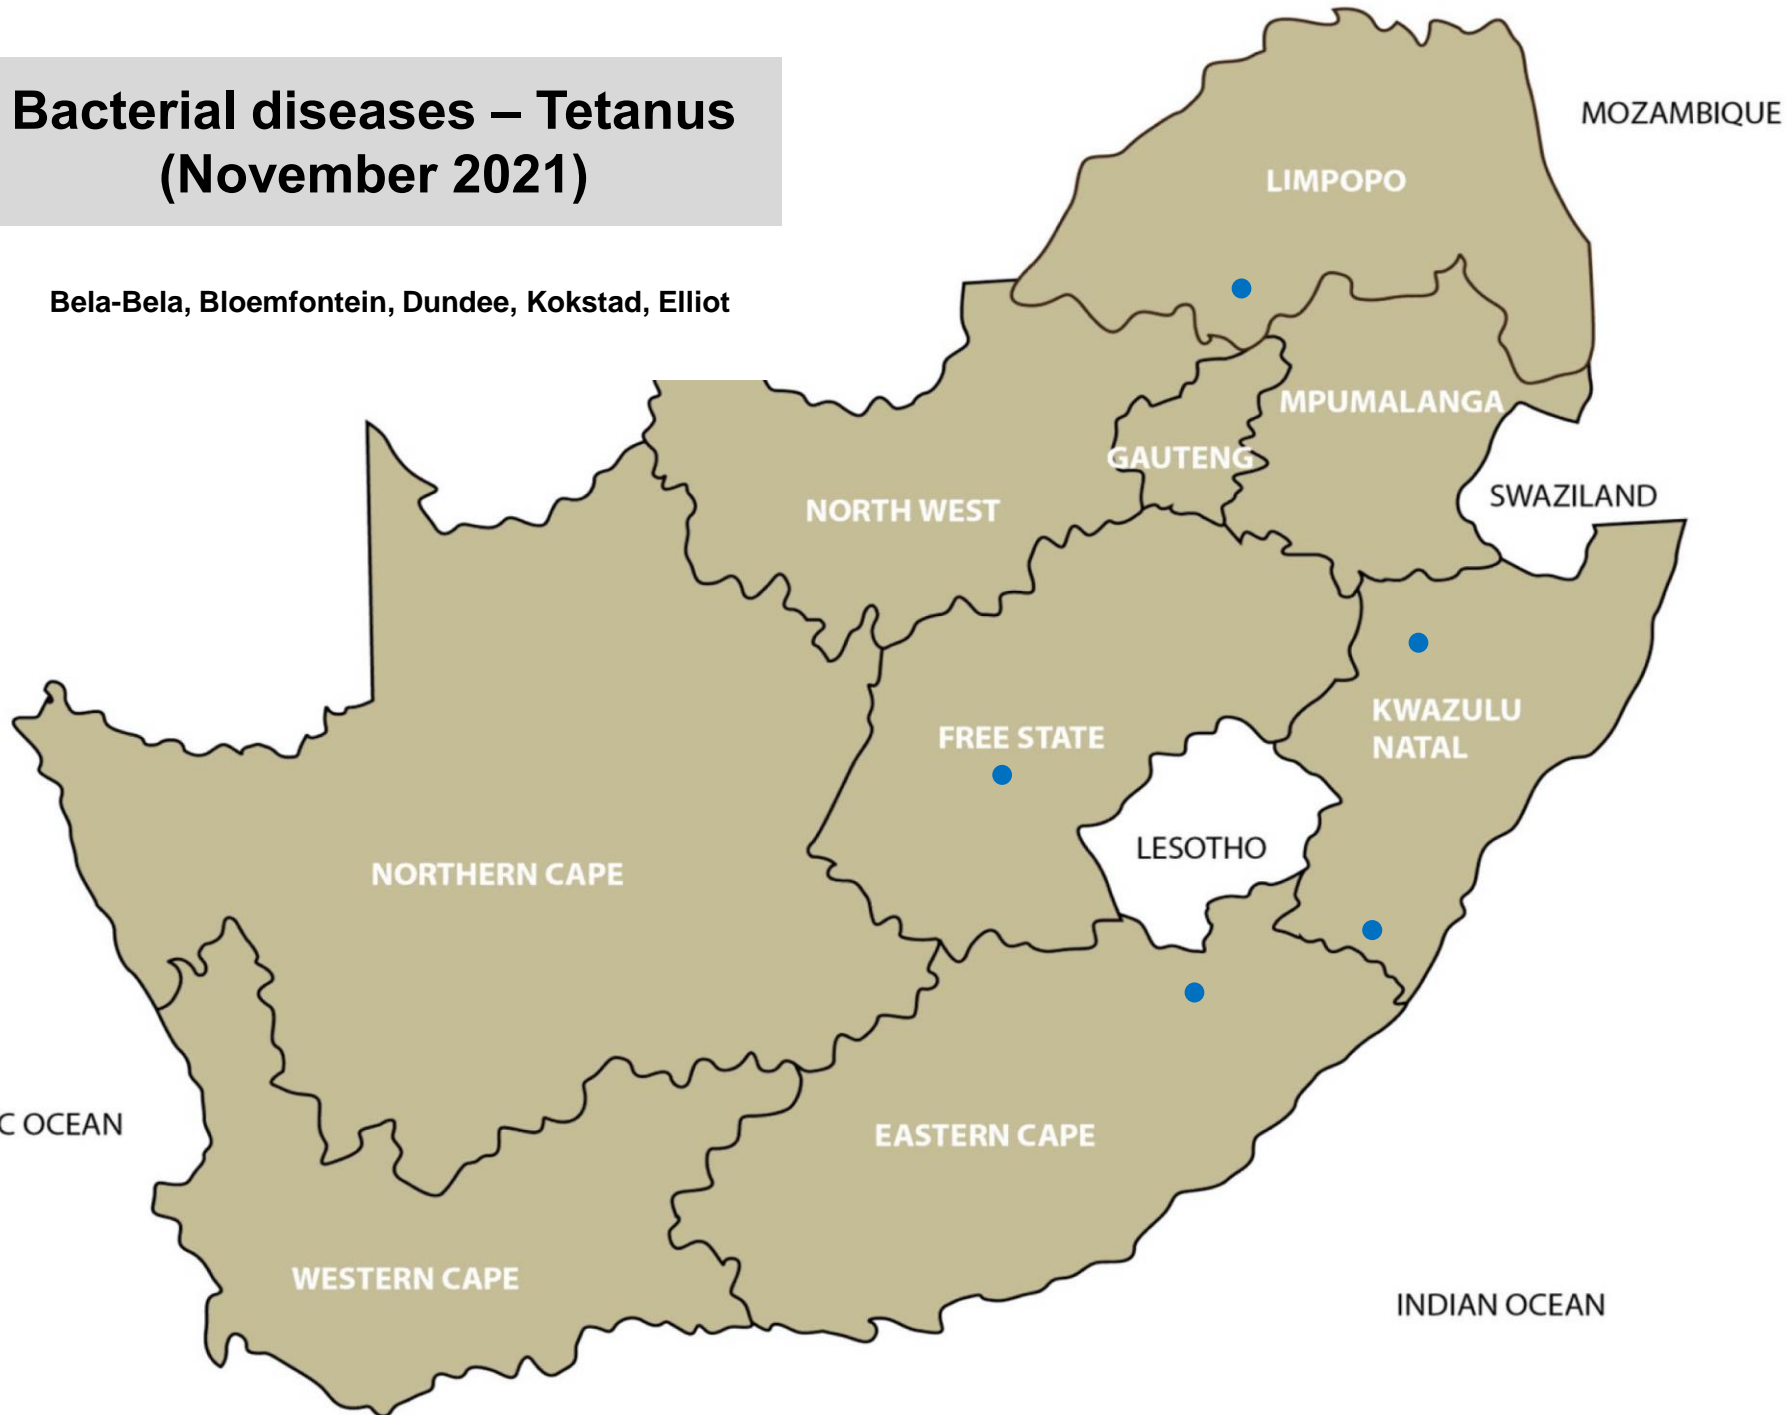 Bacterial diseases – Tetanus
(November 2021)
MOZAMBIQUE
LIMPOPO
Bela-Bela, Bloemfontein, Dundee, Kokstad, Elliot
MPUMALANGA
GAUTENG
SWAZILAND
NORTH WEST
KWAZULU
NATAL
FREE STATE
LESOTHO
NORTHERN CAPE
C OCEAN
EASTERN CAPE
WESTERN CAPE
INDIAN OCEAN